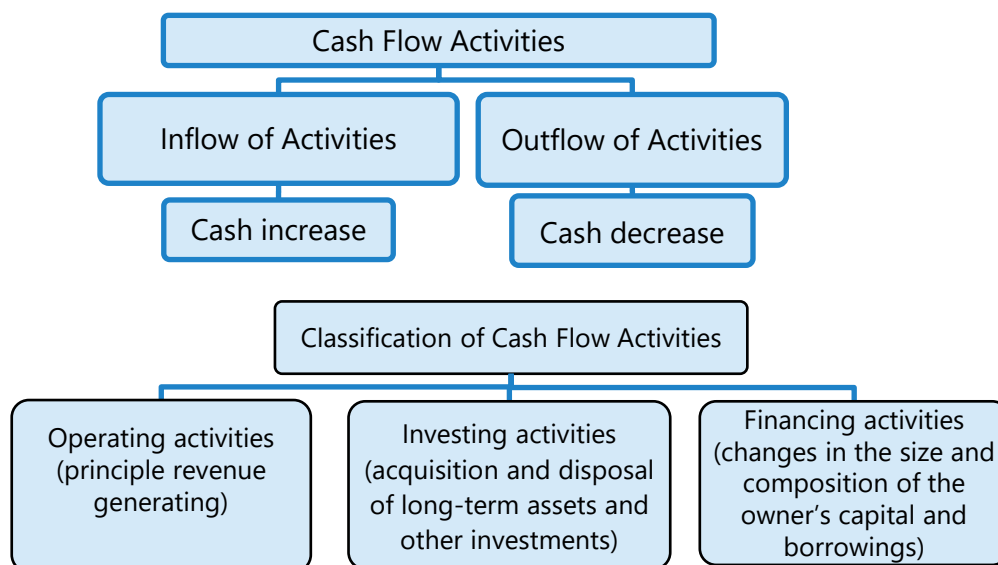 Cash Flow Activities
Inflow of Activities
Outflow of Activities
Cash increase
Cash decrease
Classification of Cash Flow Activities
Operating activities
(principle revenue
generating)
Investing activities
(acquisition and disposal
of long-term assets and
other investments)
Financing activities
(changes in the size and
composition of the
owner’s capital and
borrowings)